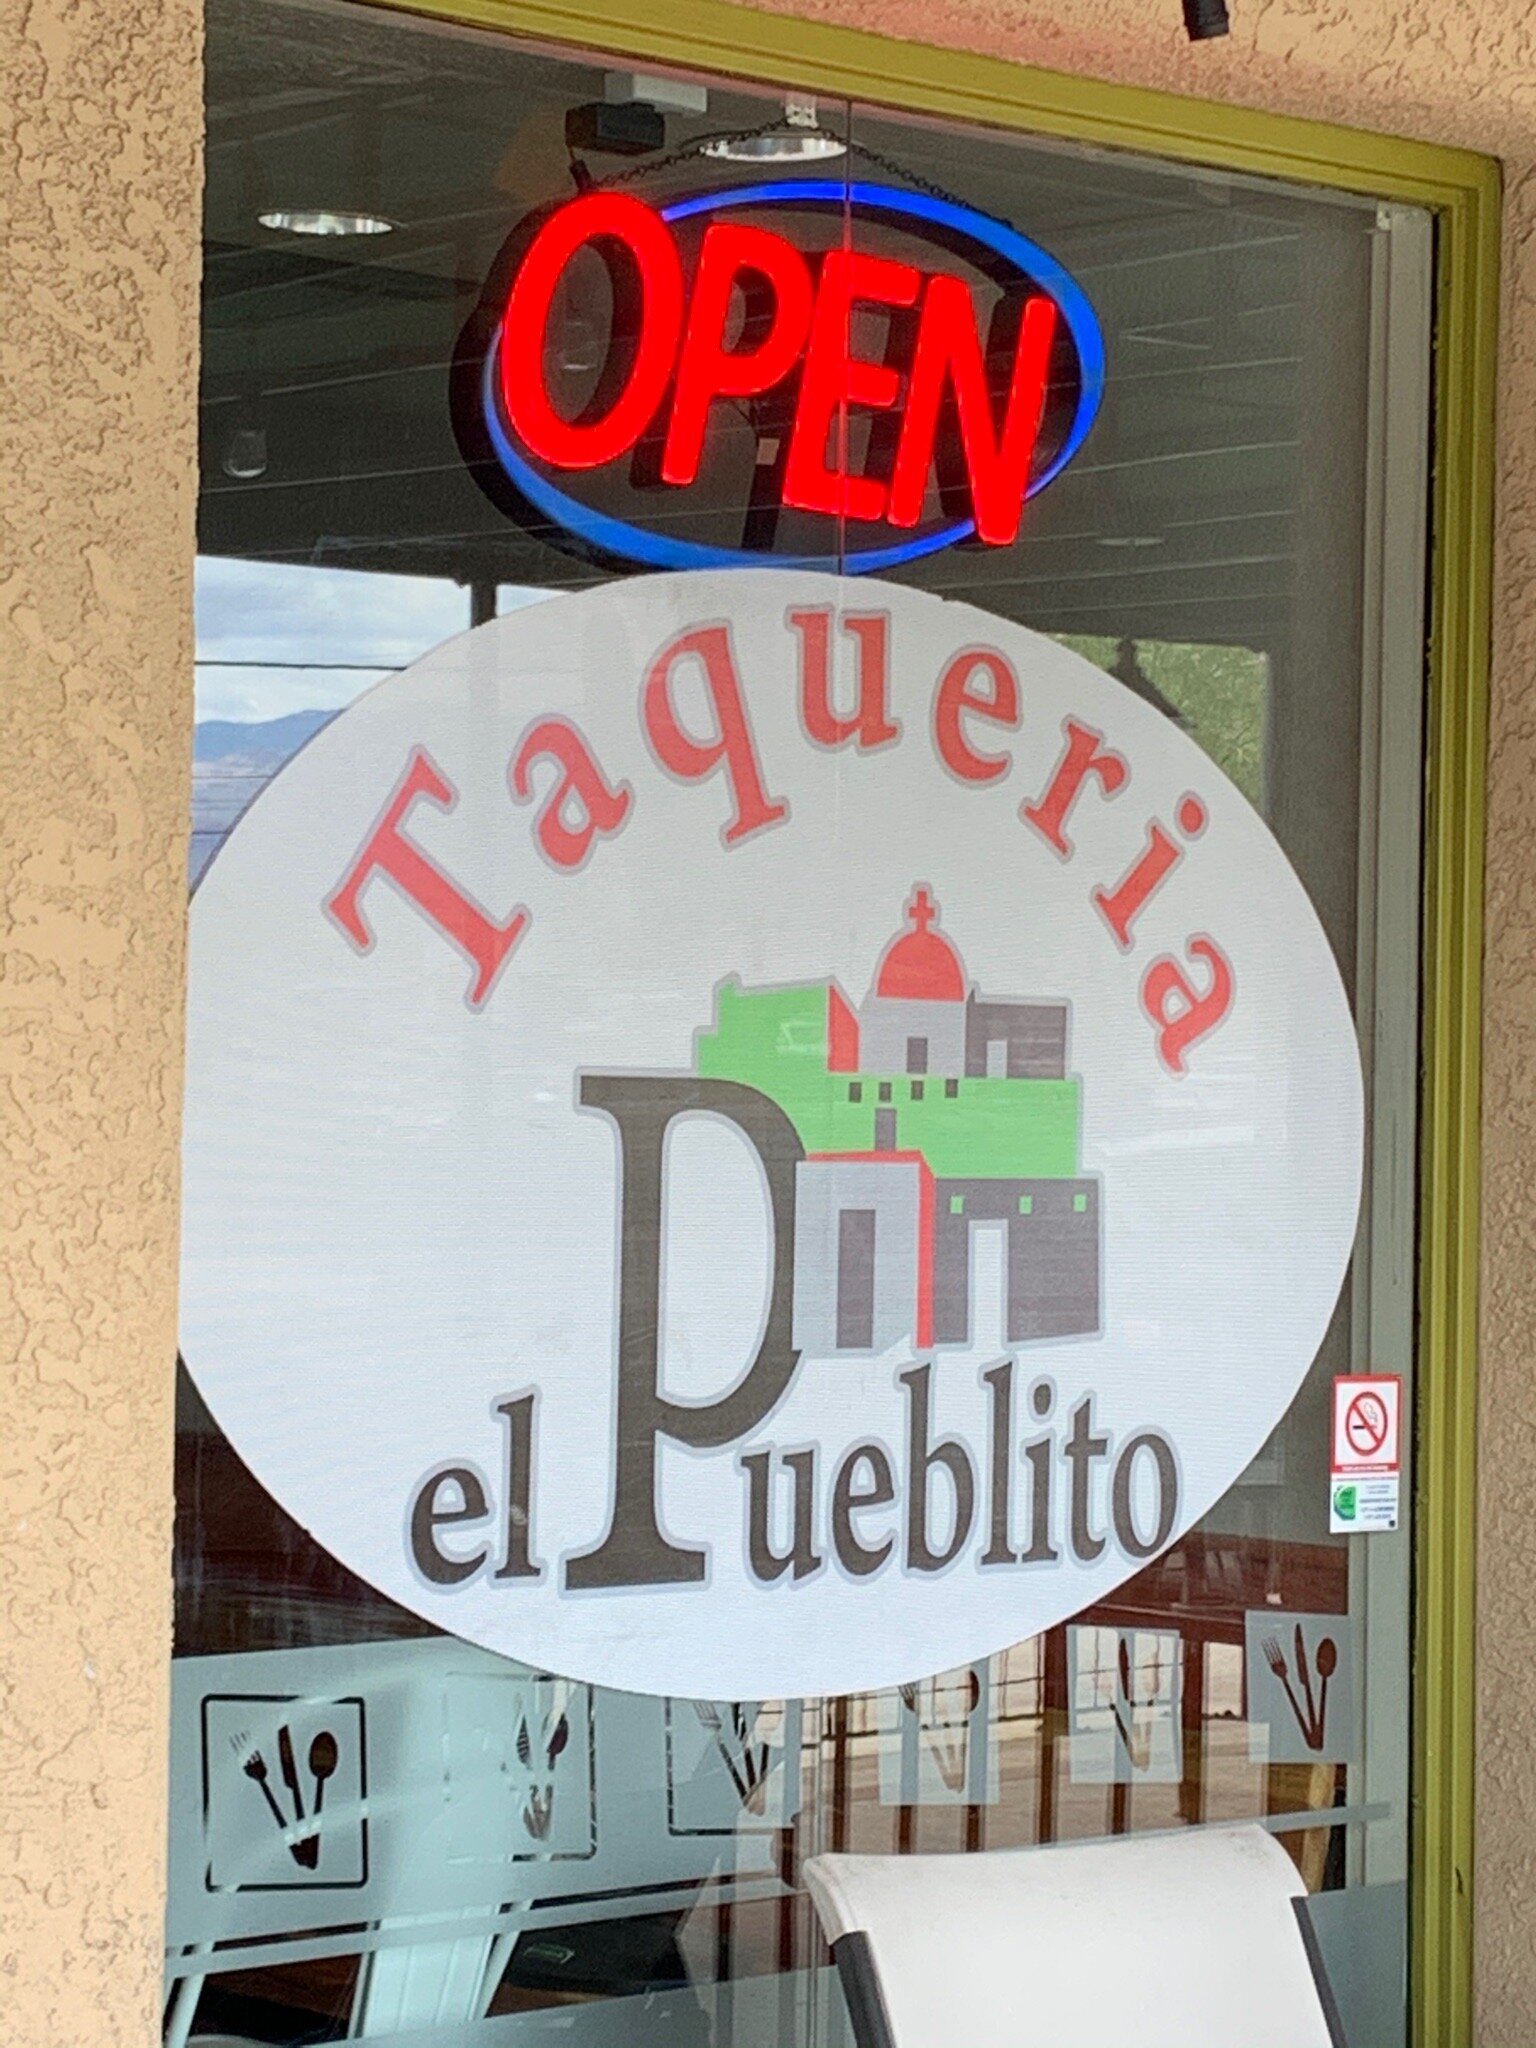 OPEN
Taqueria
el Pueblito